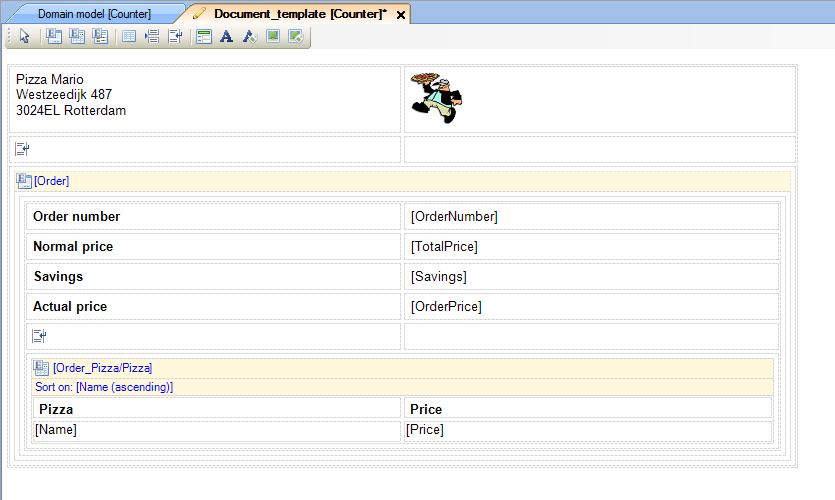 Domain model [Counter]
Document_template [Counter]*
Pizza Mario
Westzeedijk 487
3024EL Rotterdam
[Order]
Order number [OrderNumber]
Normal price [TotalPrice]
Savings [Savings]
Actual price [OrderPrice]
[Order_Pizza/Pizza]
Sort on: [Name (ascending)]
Pizza Price
[Name] [Price]